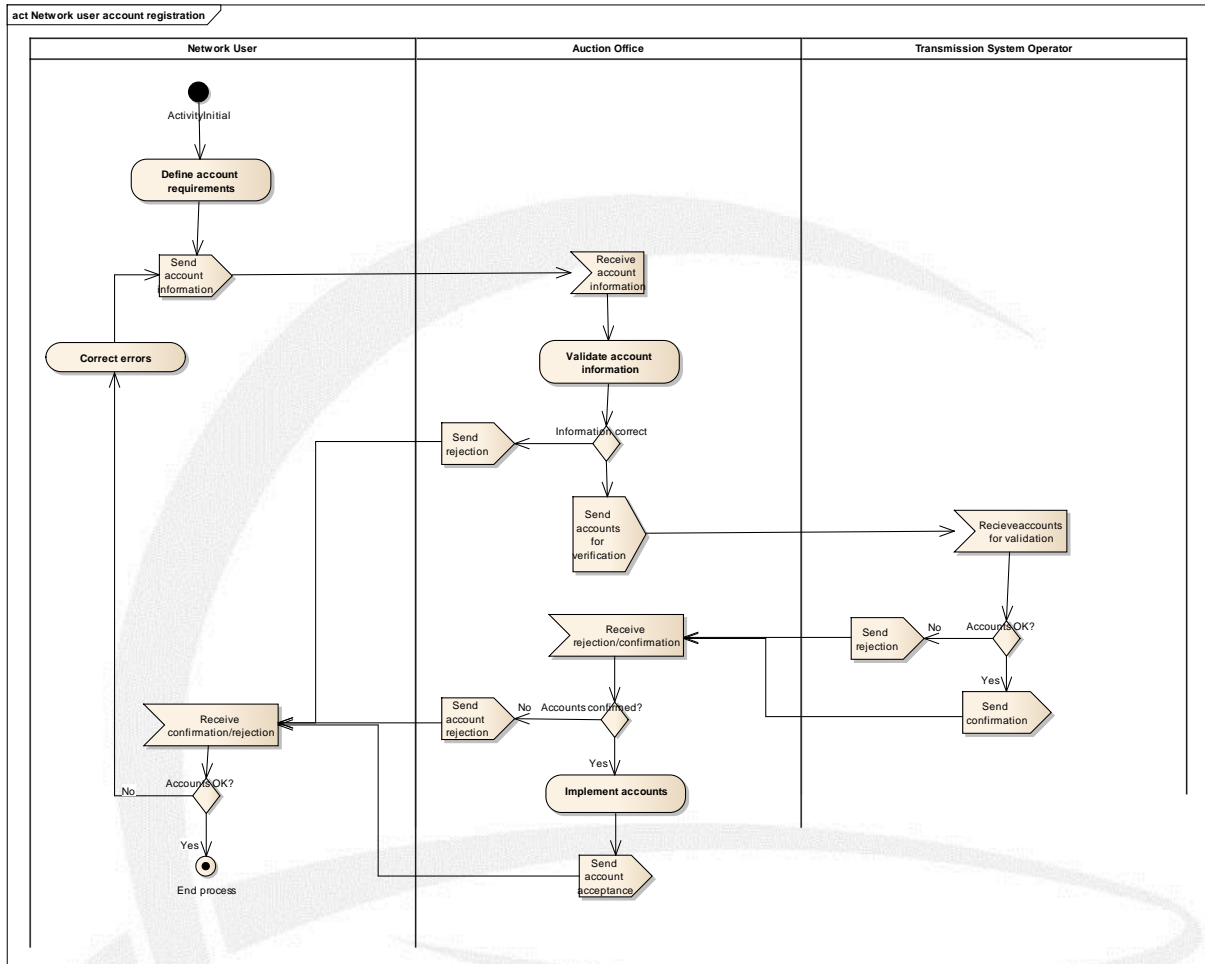 act Network user account registration
Network User
Auction Office
Transmission System Operator
ActivityInitial
Define account
requirements
Send
account
information
Receive
account
information
Correct errors
Validate account
information
Information correct
Send
rejection
Send
accounts
for
verification
Recieveaccounts
for validation
Accounts OK?
No
Send
rejection
Yes
Send
confirmation
Receive
rejection/confirmation
Accounts confirmed?
No
Send
account
rejection
Yes
Receive
confirmation/rejection
Accounts OK?
No
Yes
End process
Implement accounts
Send
account
acceptance